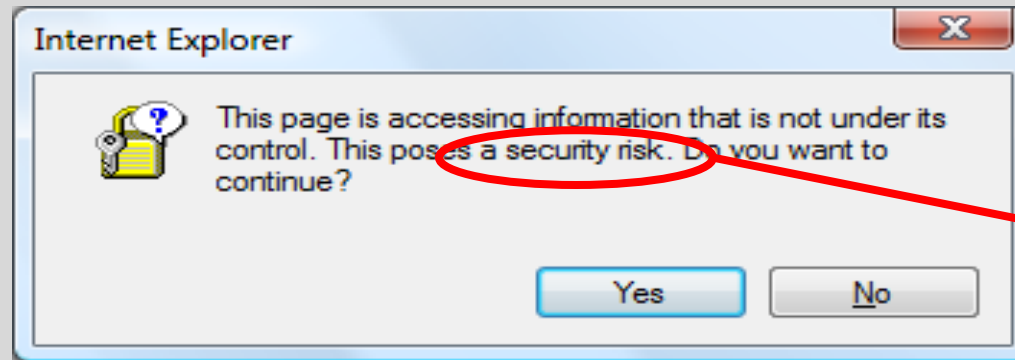 Internet Explorer
This page is accessing information that is not under its
control. This poses a security risk. Do you want to
continue?
Yes
No